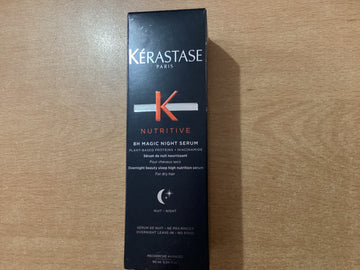 KÉRASTASE
PARIS
K
NUTRITIVE
8H MAGIC NIGHT SERUM
PLANT-BASED PROTEINS + NIACINAMIDE
Sérum de nuit nourrissant
Pour cheveux secs
Overnight beauty sleep high nutrition serum
For dry hair
NUIT - NIGHT
SÉRUM DE NUIT - NE PAS RINCER
OVERNIGHT LEAVE-IN - NO RINSE
RECHERCHE AVANCÉE